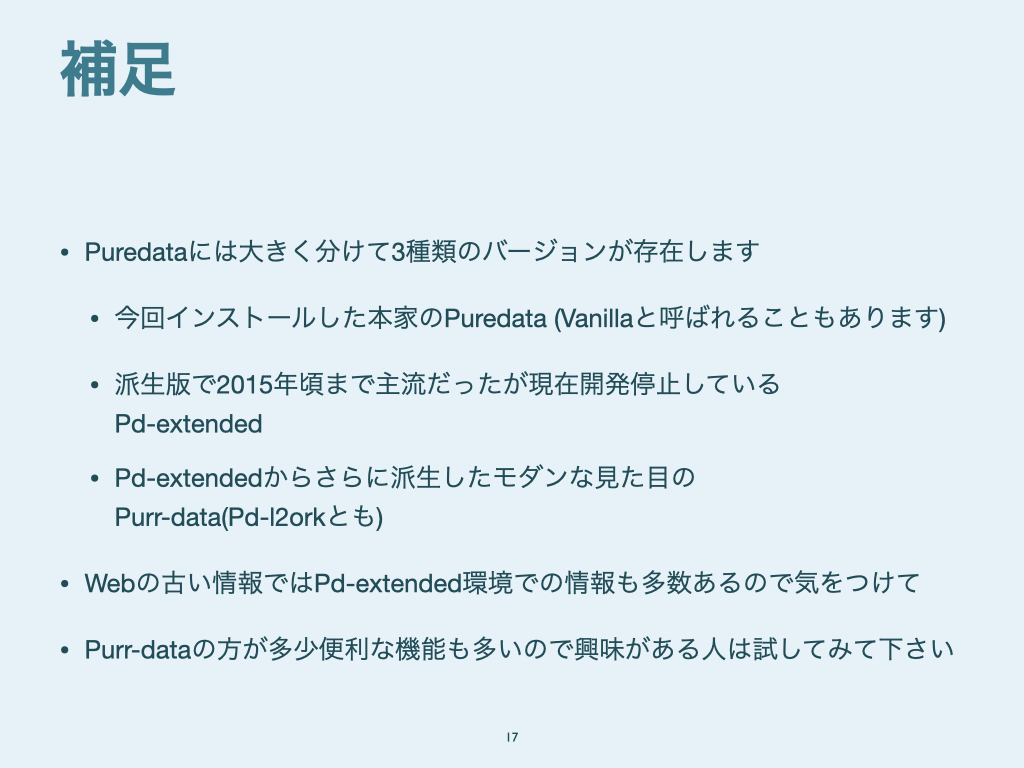 補足
• Puredataには大きく分けて3種類のバージョンが存在します
• 今回インストールした本家のPuredata (Vanillaと呼ばれることもあります)
• 派生版で2015年頃まで主流だったが現在開発停止している
Pd-extended
• Pd-extendedからさらに派生したモダンな見た目の
Purr-data(Pd-l2orkとも)
• Webの古い情報ではPd-extended環境での情報も多数あるので気をつけて
• Purr-dataの方が多少便利な機能も多いので興味がある人は試してみて下さい
17